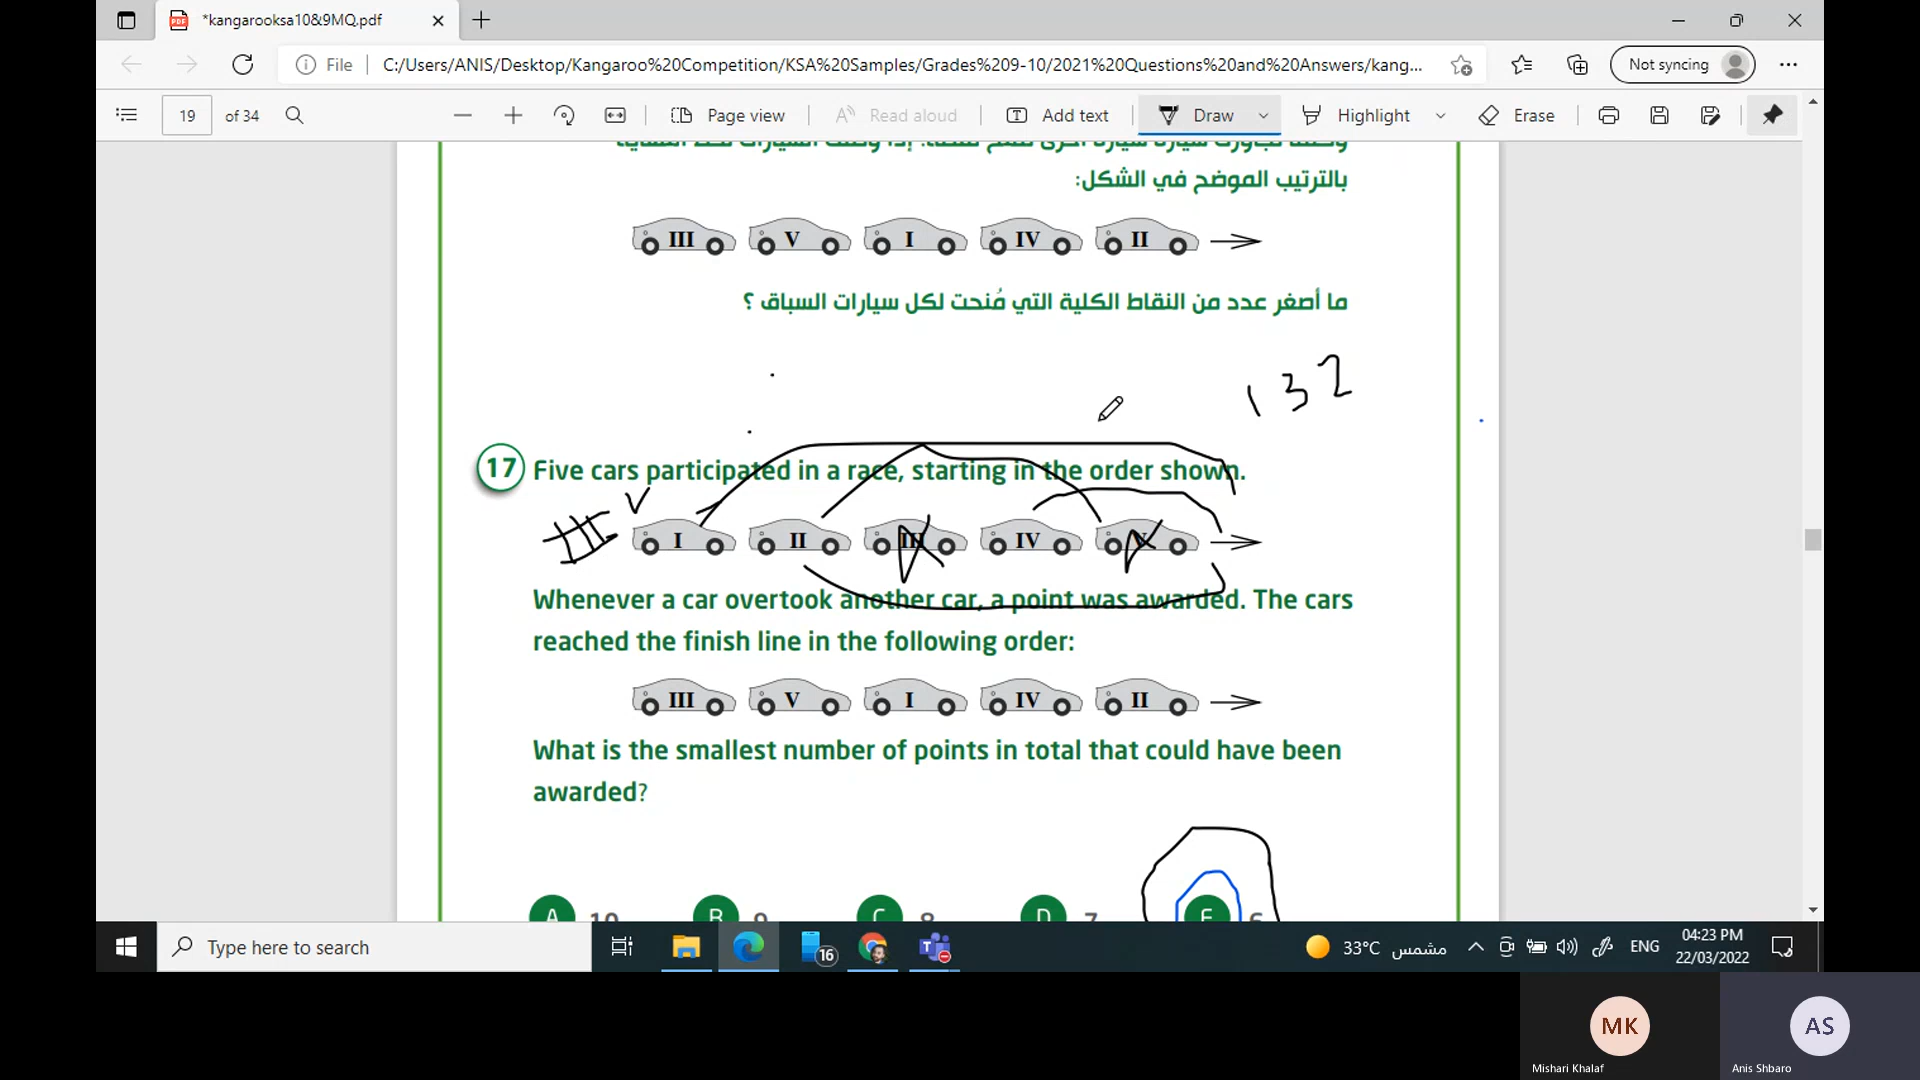 *kangarooksa10&9MQ.pdf
File
C:/Users/ANIS/Desktop/Kangaroo%20Competition/KSA%20Samples/Grades%209-10/2021%20Questions%20and%20Answers/kang...
Not syncing
19 of 34
Page view
Read aloud
Add text
Draw
Highlight
Erase
بالترتيب الموضح في الشكل:
III V I IV II
ما أصغر عدد من النقاط الكلية التي مُنحت لكل سيارات السباق ؟
1 3 2
17 Five cars participated in a race, starting in the order shown.
I II III IV V
Whenever a car overtook another car, a point was awarded. The cars
reached the finish line in the following order:
III V I IV II
What is the smallest number of points in total that could have been
awarded?
A 10 B 9 C 8 D 7 E 6
Type here to search
16
33°C مشمس
ENG
04:23 PM
22/03/2022
MK
AS
Mishari Khalaf
Anis Shbaro